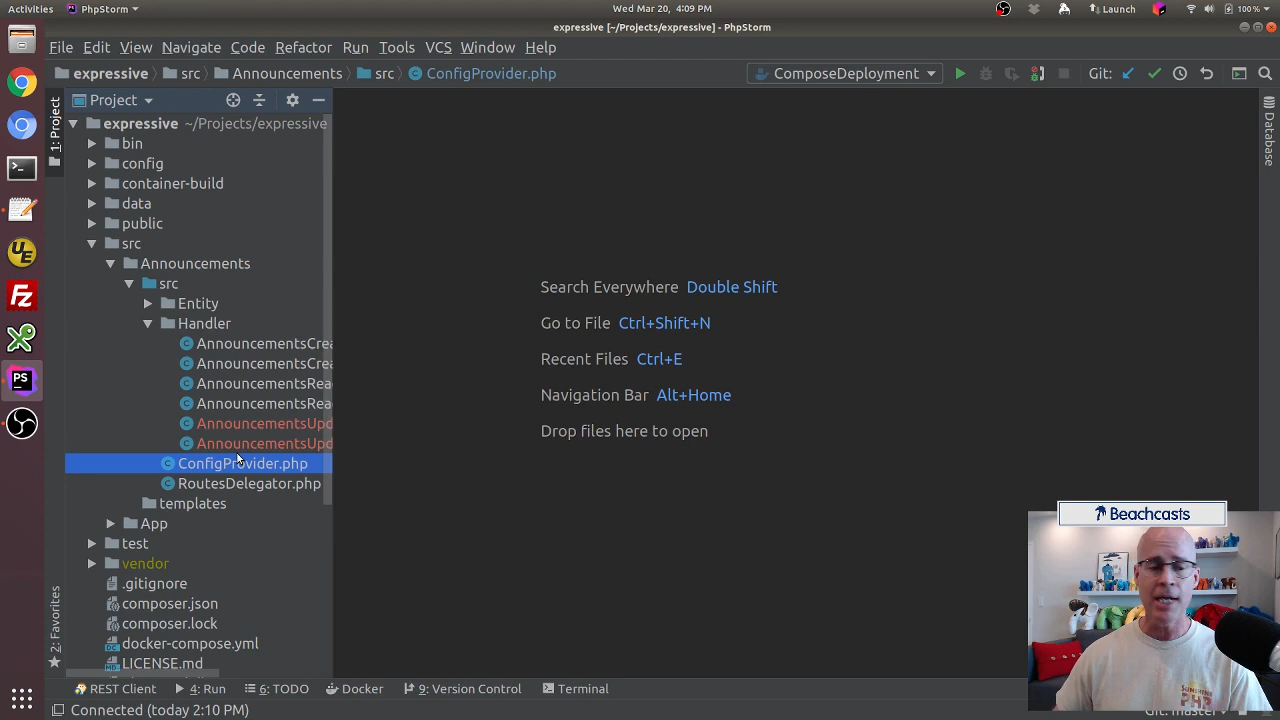 Activities
PhpStorm
Wed Mar 20, 4:09 PM
Launch
100 %
expressive [~/Projects/expressive] - PhpStorm
File Edit View Navigate Code Refactor Run Tools VCS Window Help
expressive src Announcements src ConfigProvider.php
ComposeDeployment
Git:
Project
1: Project
expressive ~/Projects/expressive
bin
config
container-build
data
public
src
Announcements
src
Entity
Handler
AnnouncementsCrea
AnnouncementsCrea
AnnouncementsRea
AnnouncementsRea
AnnouncementsUpd
AnnouncementsUpd
ConfigProvider.php
RoutesDelegator.php
templates
App
test
vendor
.gitignore
composer.json
composer.lock
docker-compose.yml
LICENSE.md
Search Everywhere Double Shift
Go to File Ctrl+Shift+N
Recent Files Ctrl+E
Navigation Bar Alt+Home
Drop files here to open
Database
2: Favorites
Beachcasts
SUNSHINE
PHP
REST Client 4: Run 6: TODO Docker 9: Version Control Terminal
Connected (today 2:10 PM)